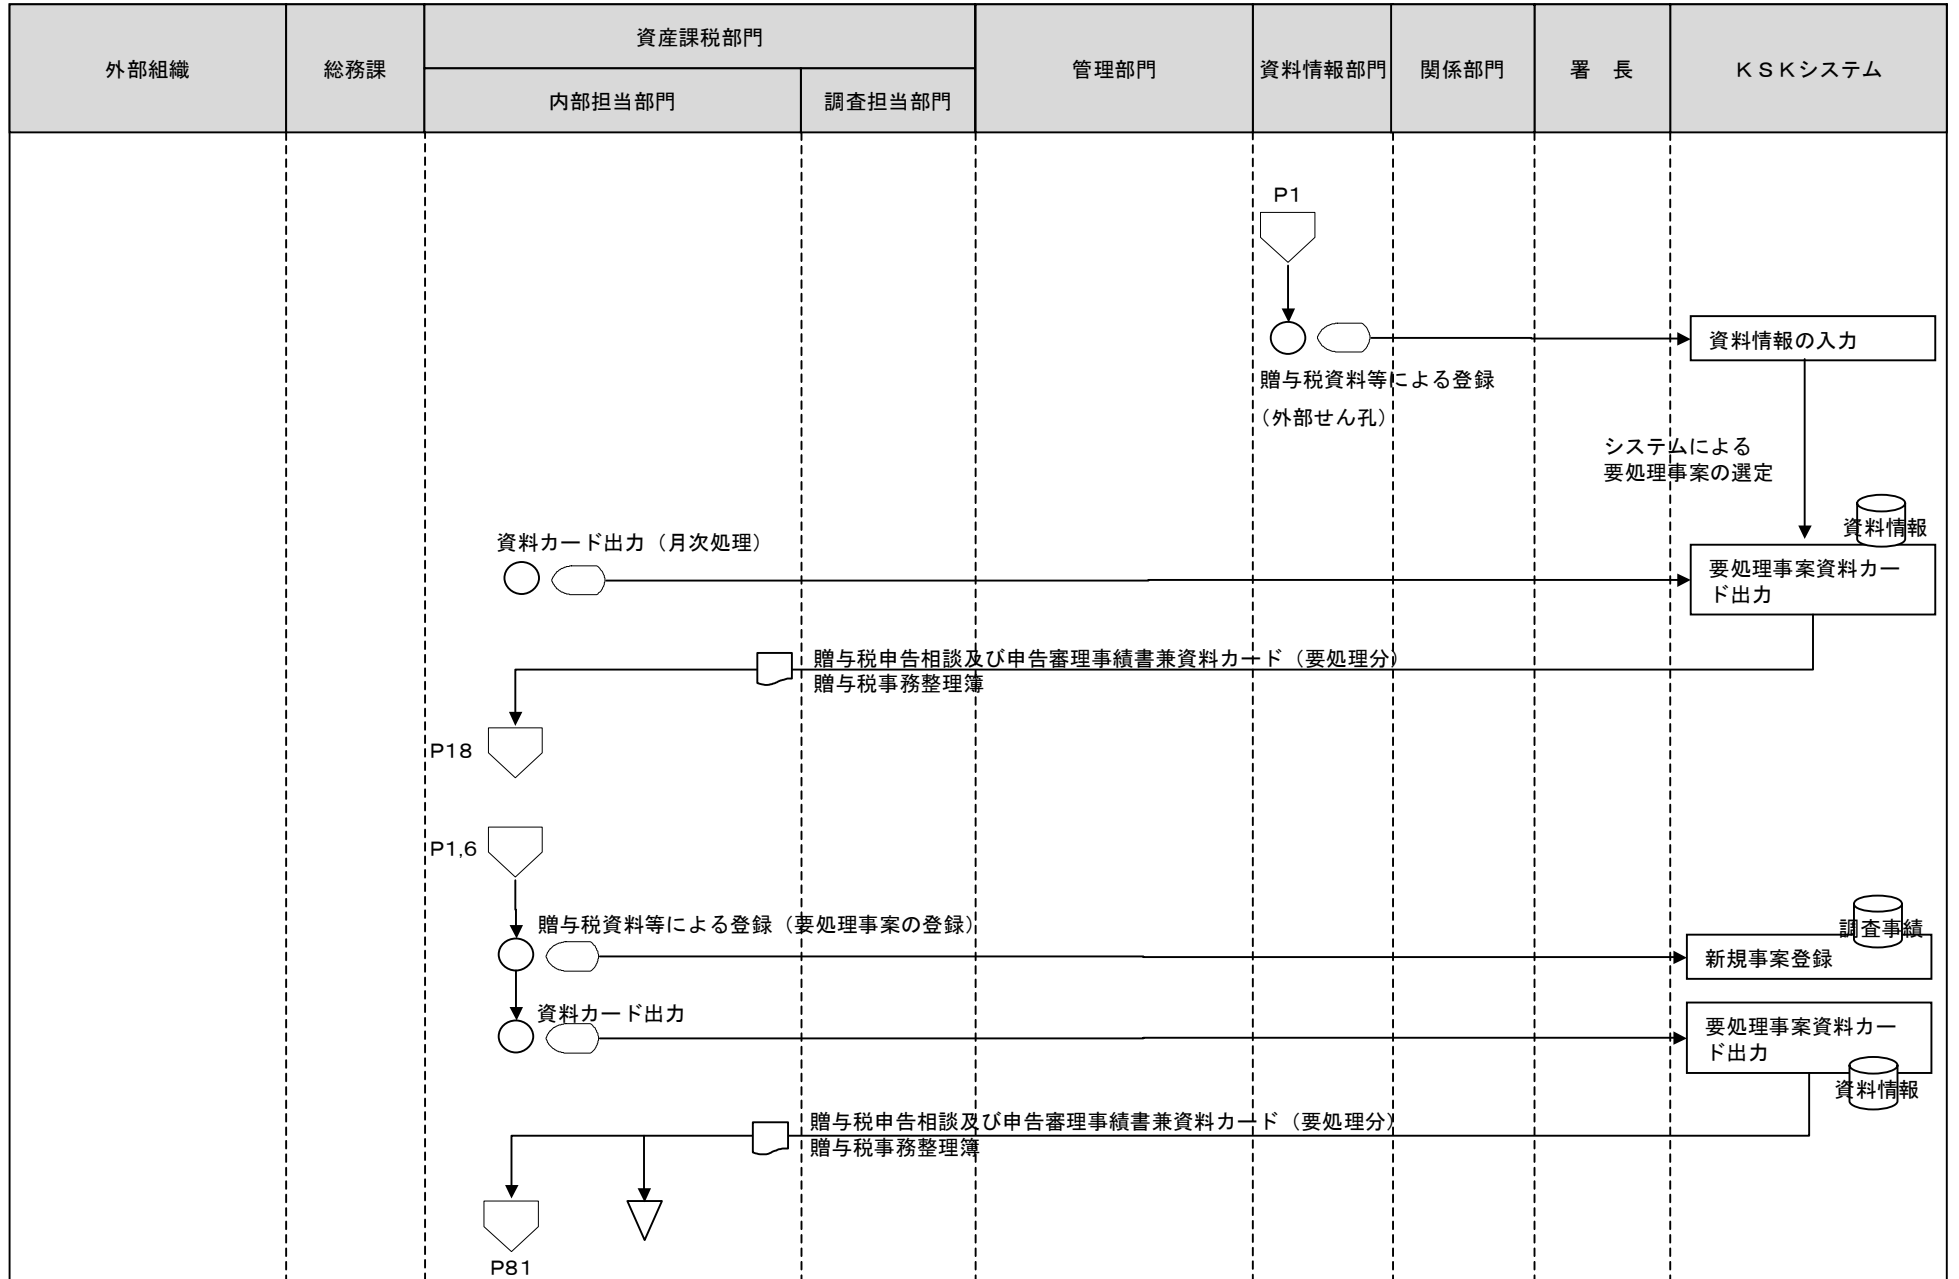 外部組織
総務課
資産課税部門
内部担当部門
調査担当部門
管理部門
資料情報部門
関係部門
署　長
ＫＳＫシステム
P1
資料情報の入力
贈与税資料等による登録
（外部せん孔）
システムによる
要処理事案の選定
資料情報
資料カード出力（月次処理）
要処理事案資料カー
ド出力
贈与税申告相談及び申告審理事績書兼資料カード（要処理分）
贈与税事務整理簿
P18
P1,6
贈与税資料等による登録（要処理事案の登録）
調査事績
新規事案登録
資料カード出力
要処理事案資料カー
ド出力
資料情報
贈与税申告相談及び申告審理事績書兼資料カード（要処理分）
贈与税事務整理簿
P81